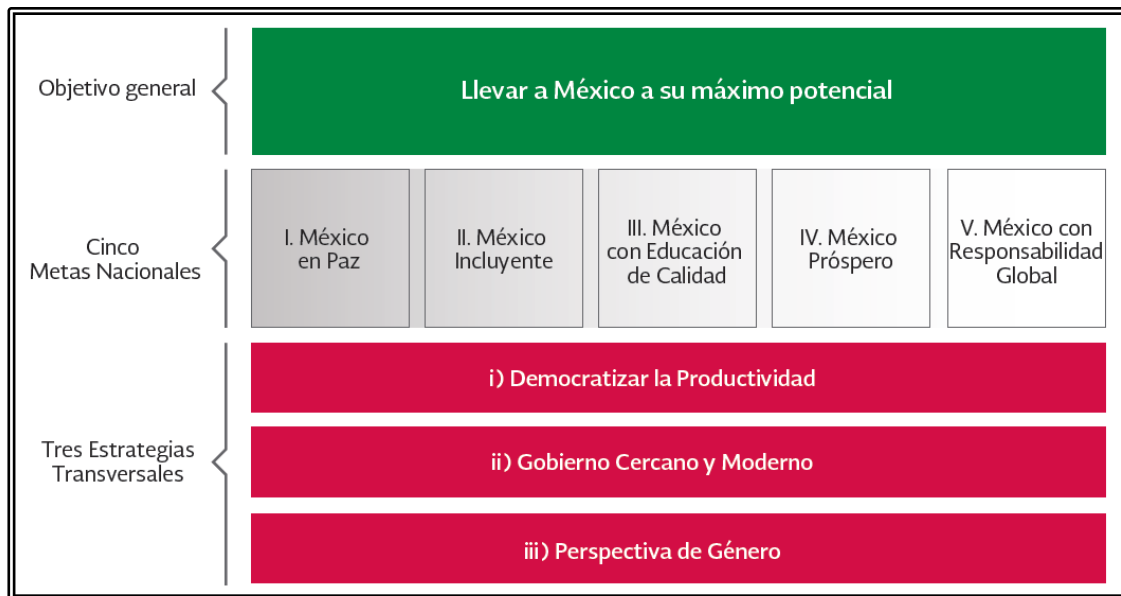 Objetivo general
Llevar a México a su máximo potencial
Cinco
Metas Nacionales
I. México
en Paz
II. México
Incluyente
III. México
con Educación
de Calidad
IV. México
Próspero
V. México con
Responsabilidad
Global
Tres Estrategias
Transversales
i) Democratizar la Productividad
ii) Gobierno Cercano y Moderno
iii) Perspectiva de Género